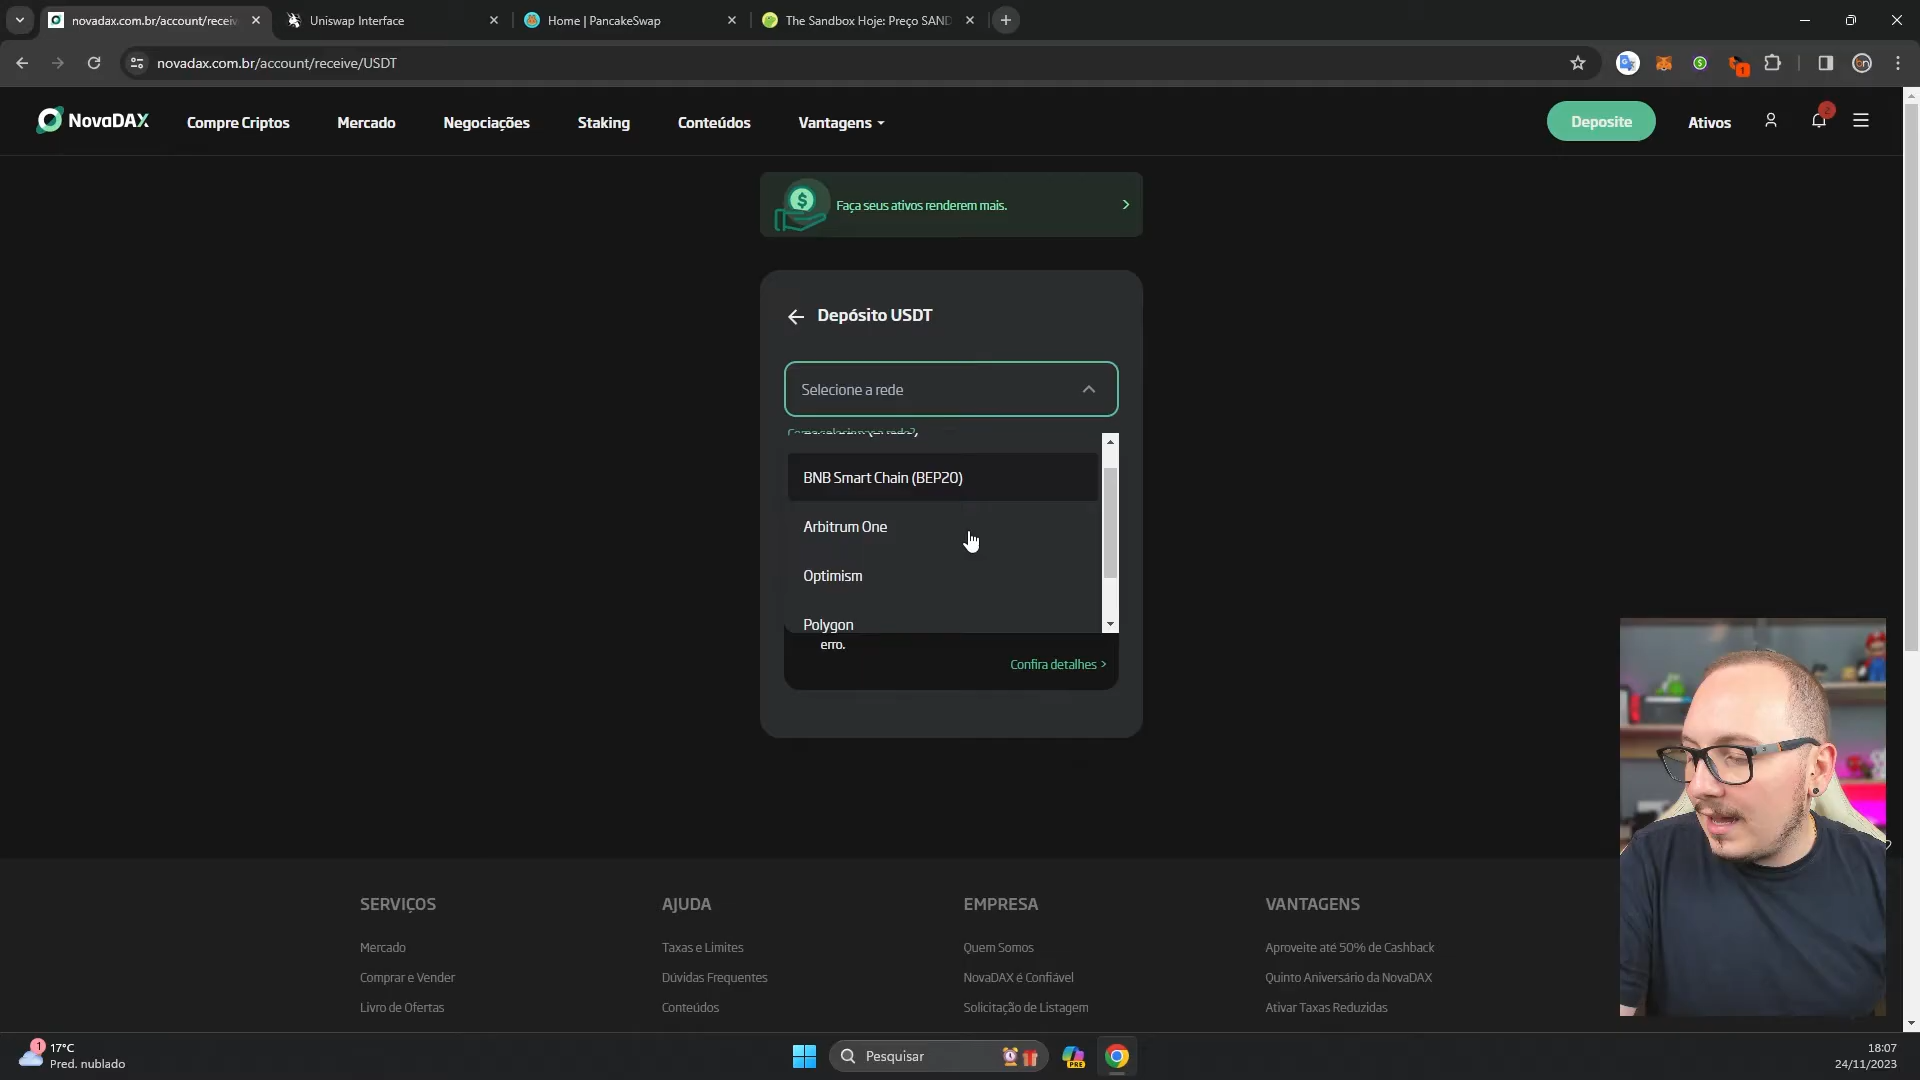 novadax.com.br/account/receiv
Uniswap Interface
Home | PancakeSwap
The Sandbox Hoje: Preço SAND
novadax.com.br/account/receive/USDT
1
NovaDAX
Compre Criptos
Mercado
Negociações
Staking
Conteúdos
Vantagens
Deposite
Ativos
2
Faça seus ativos renderem mais.
Depósito USDT
Selecione a rede
BNB Smart Chain (BEP20)
Arbitrum One
Optimism
Polygon
erro.
Confira detalhes >
SERVIÇOS
Mercado
Comprar e Vender
Livro de Ofertas
AJUDA
Taxas e Limites
Dúvidas Frequentes
Conteúdos
EMPRESA
Quem Somos
NovaDAX é Confiável
Solicitação de Listagem
VANTAGENS
Aproveite até 50% de Cashback
Quinto Aniversário da NovaDAX
Ativar Taxas Reduzidas
1
17°C
Pred. nublado
Pesquisar
PRE
18:07
24/11/2023